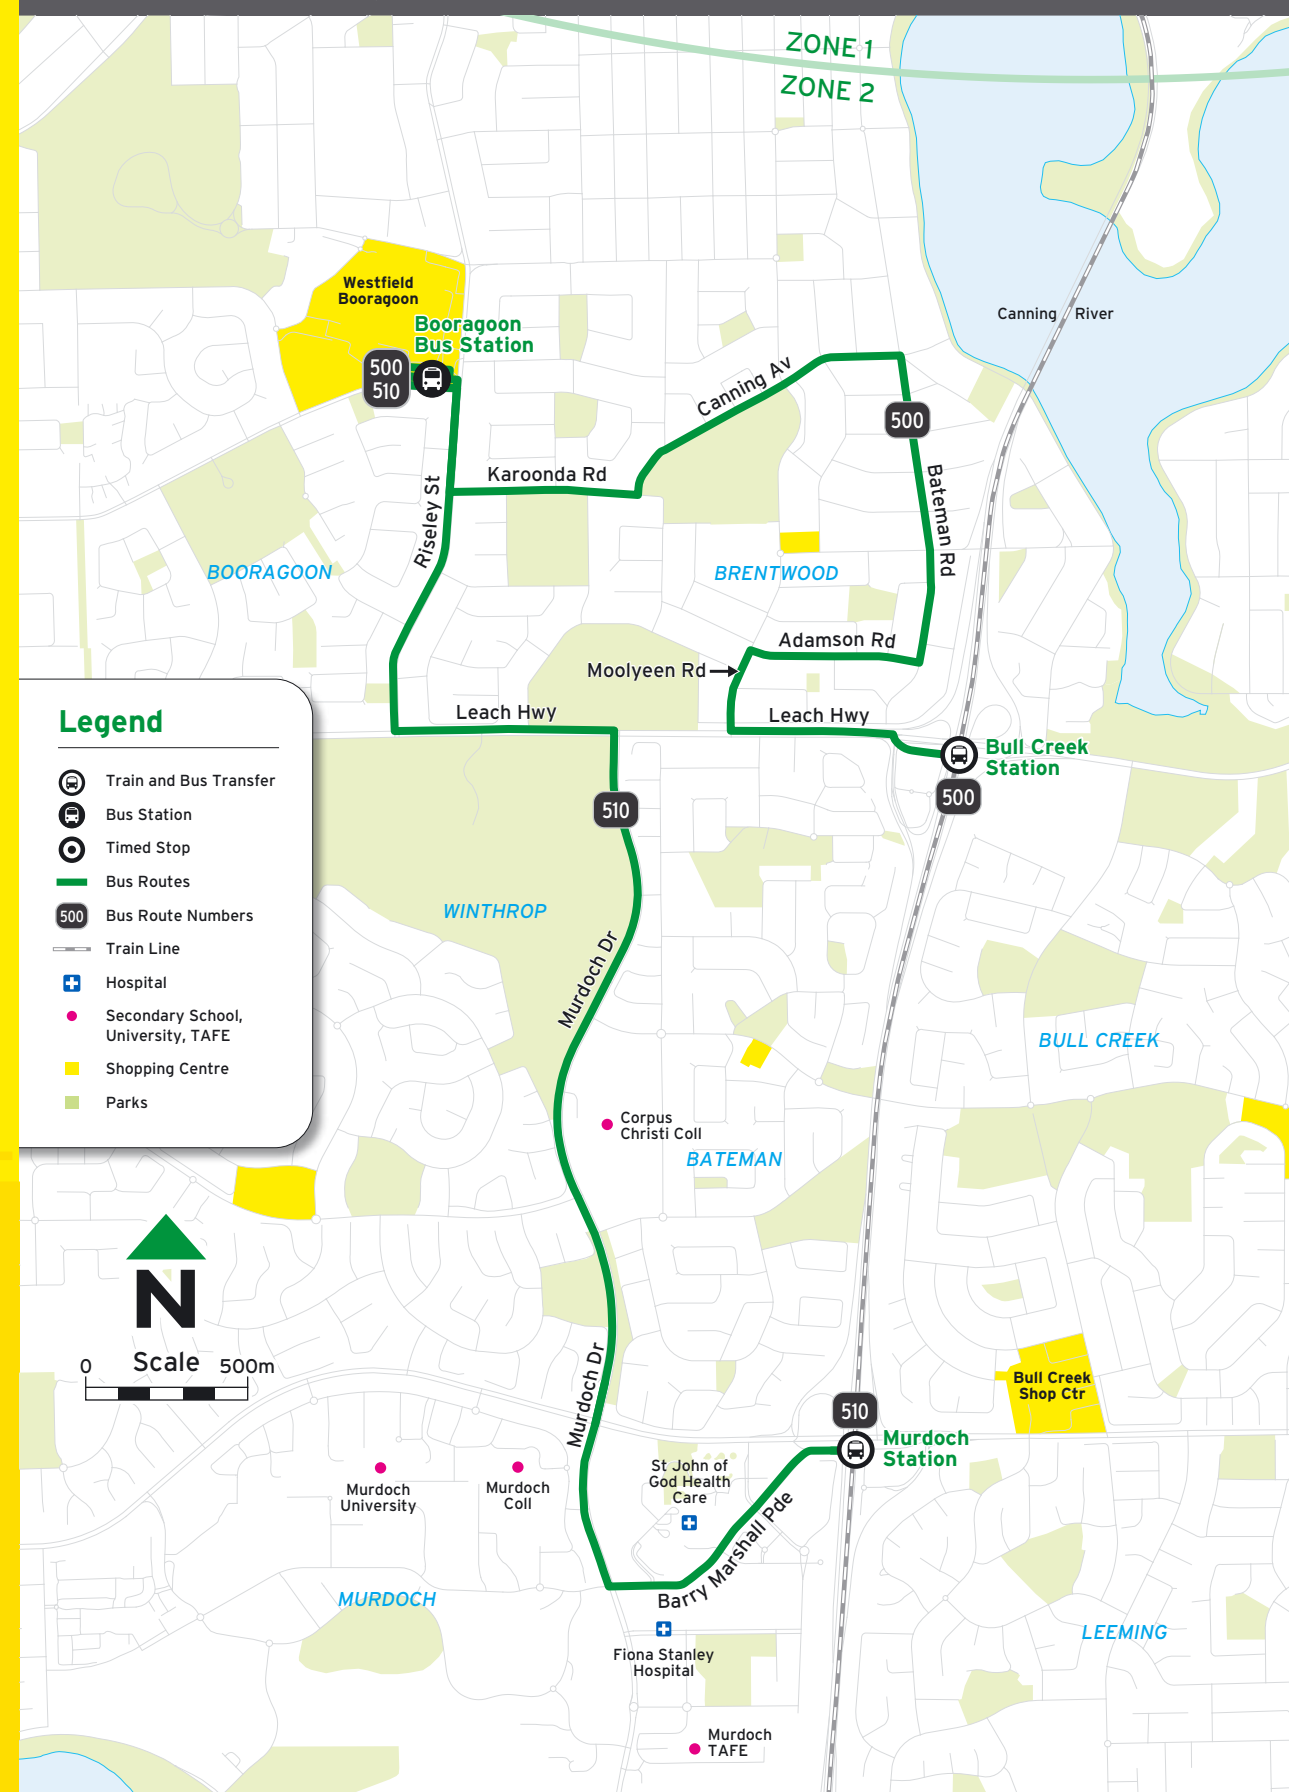 ZONE 1
ZONE 2
Westfield
Booragoon
Booragoon
Bus Station
500
510
Canning River
Canning Av
500
Karoonda Rd
Riseley St
Bateman Rd
BOORAGOON
BRENTWOOD
Adamson Rd
Moolyeen Rd
Leach Hwy
Leach Hwy
Bull Creek
Station
500
510
Legend
Train and Bus Transfer
Bus Station
Timed Stop
Bus Routes
500
Bus Route Numbers
Train Line
Hospital
Secondary School,
University, TAFE
Shopping Centre
Parks
WINTHROP
Murdoch Dr
BULL CREEK
Corpus
Christi Coll
BATEMAN
N
Scale
0
500m
Murdoch Dr
Bull Creek
Shop Ctr
510
Murdoch
Station
St John of
God Health
Care
Murdoch
University
Murdoch
Coll
Barry Marshall Pde
MURDOCH
LEEMING
Fiona Stanley
Hospital
Murdoch
TAFE